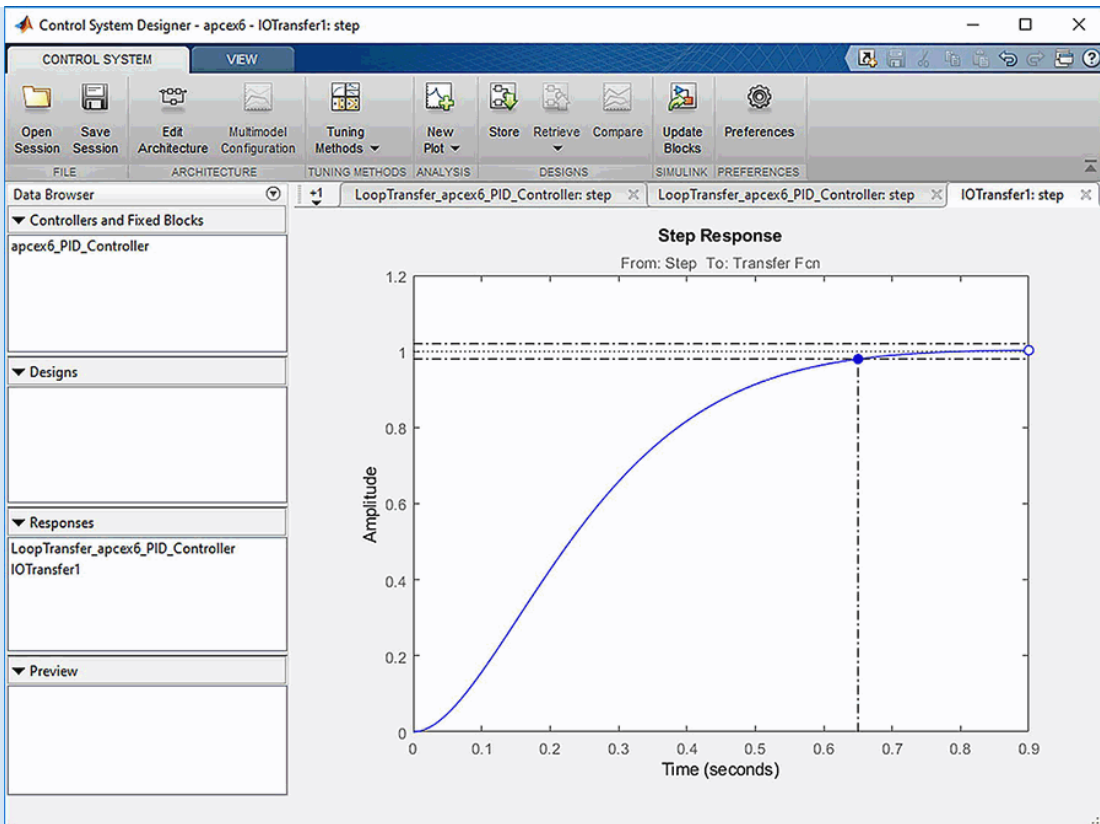 Control System Designer - apcex6 - IOTransfer1: step
CONTROL SYSTEM
VIEW
Open Session
Save Session
Edit Architecture
Multimodel Configuration
Tuning Methods
New Plot
Store
Retrieve
Compare
Update Blocks
Preferences
FILE
ARCHITECTURE
TUNING METHODS
ANALYSIS
DESIGNS
SIMULINK
PREFERENCES
Data Browser
Controllers and Fixed Blocks
apcex6_PID_Controller
Designs
Responses
LoopTransfer_apcex6_PID_Controller
IOTransfer1
Preview
+1
LoopTransfer_apcex6_PID_Controller: step
LoopTransfer_apcex6_PID_Controller: step
IOTransfer1: step
Step Response
From: Step To: Transfer Fcn
Amplitude
1.2
1
0.8
0.6
0.4
0.2
0
0 0.1 0.2 0.3 0.4 0.5 0.6 0.7 0.8 0.9
Time (seconds)